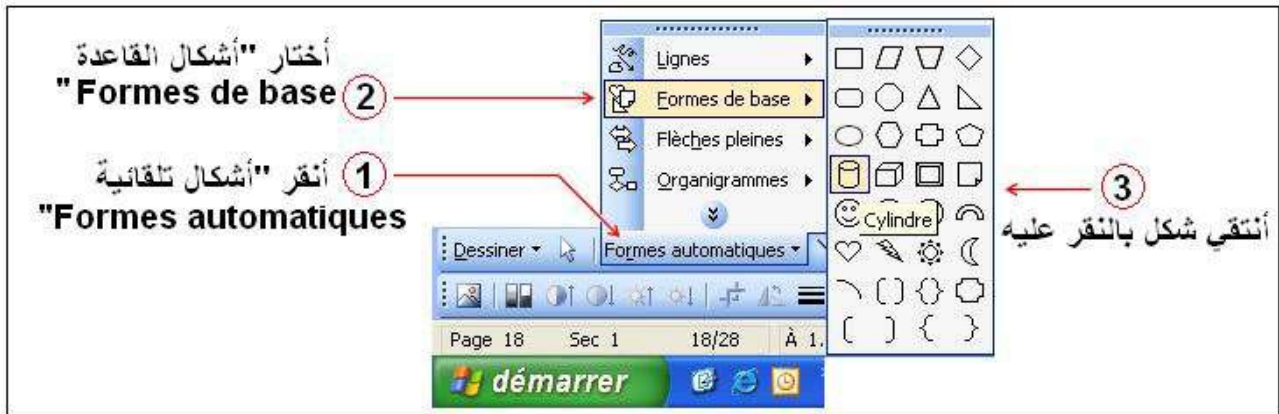 أختار "أشكال القاعدة
Formes de base"
2
1
أنقر "أشكال تلقائية
Formes automatiques"
Lignes
Formes de base
Flèches pleines
Organigrammes
Cylindre
3
أنتقي شكل بالنقر عليه
Dessiner
Formes automatiques
Page 18 Sec 1 18/28 À 1.
démarrer